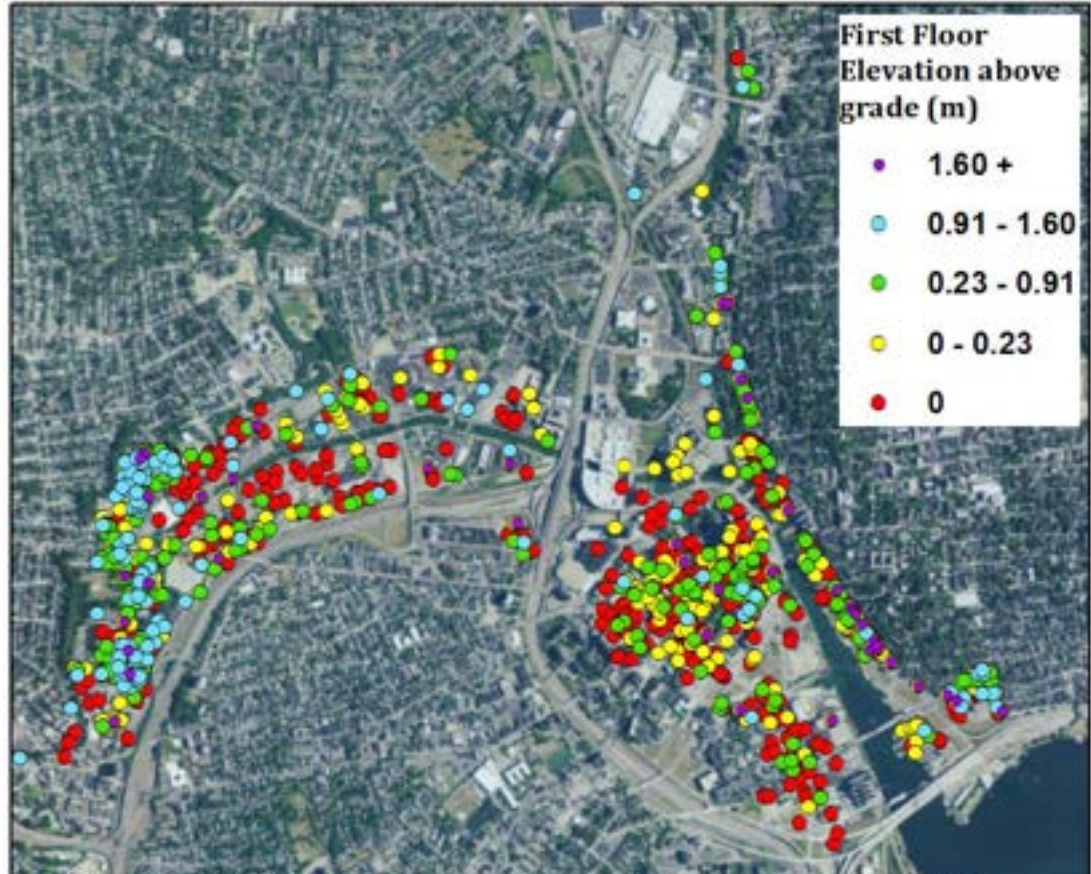 First Floor
Elevation above
grade (m)
1.60 +
0.91 - 1.60
0.23 - 0.91
0 - 0.23
0